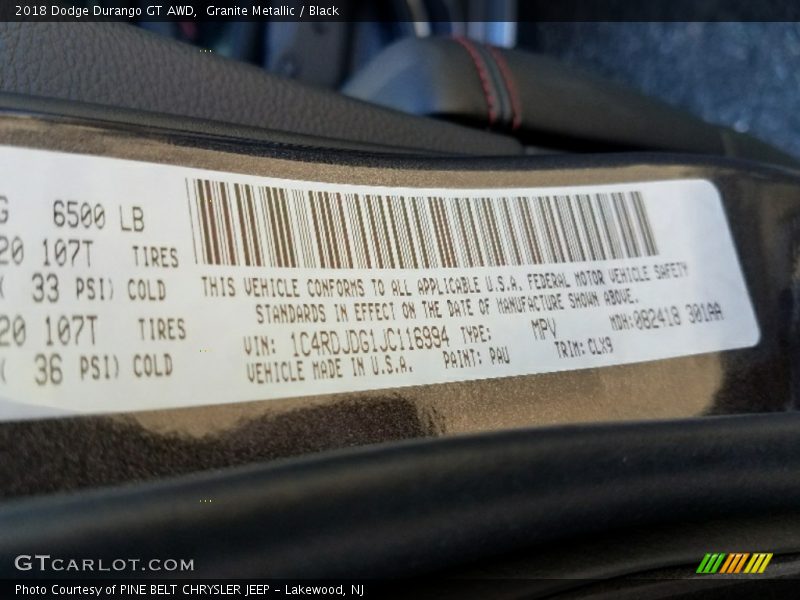 2018 Dodge Durango GT AWD, Granite Metallic / Black
G 6500 LB
20 107T TIRES
( 33 PSI) COLD
20 107T TIRES
( 36 PSI) COLD
THIS VEHICLE CONFORMS TO ALL APPLICABLE U.S.A. FEDERAL MOTOR VEHICLE SAFETY
STANDARDS IN EFFECT ON THE DATE OF MANUFACTURE SHOWN ABOVE.
VIN: 1C4RDJDG1JC116994 TYPE: MPV MDH:082418 301AA
VEHICLE MADE IN U.S.A. PAINT: PAU TRIM: CLX9
GTCARLOT.COM
Photo Courtesy of PINE BELT CHRYSLER JEEP - Lakewood, NJ